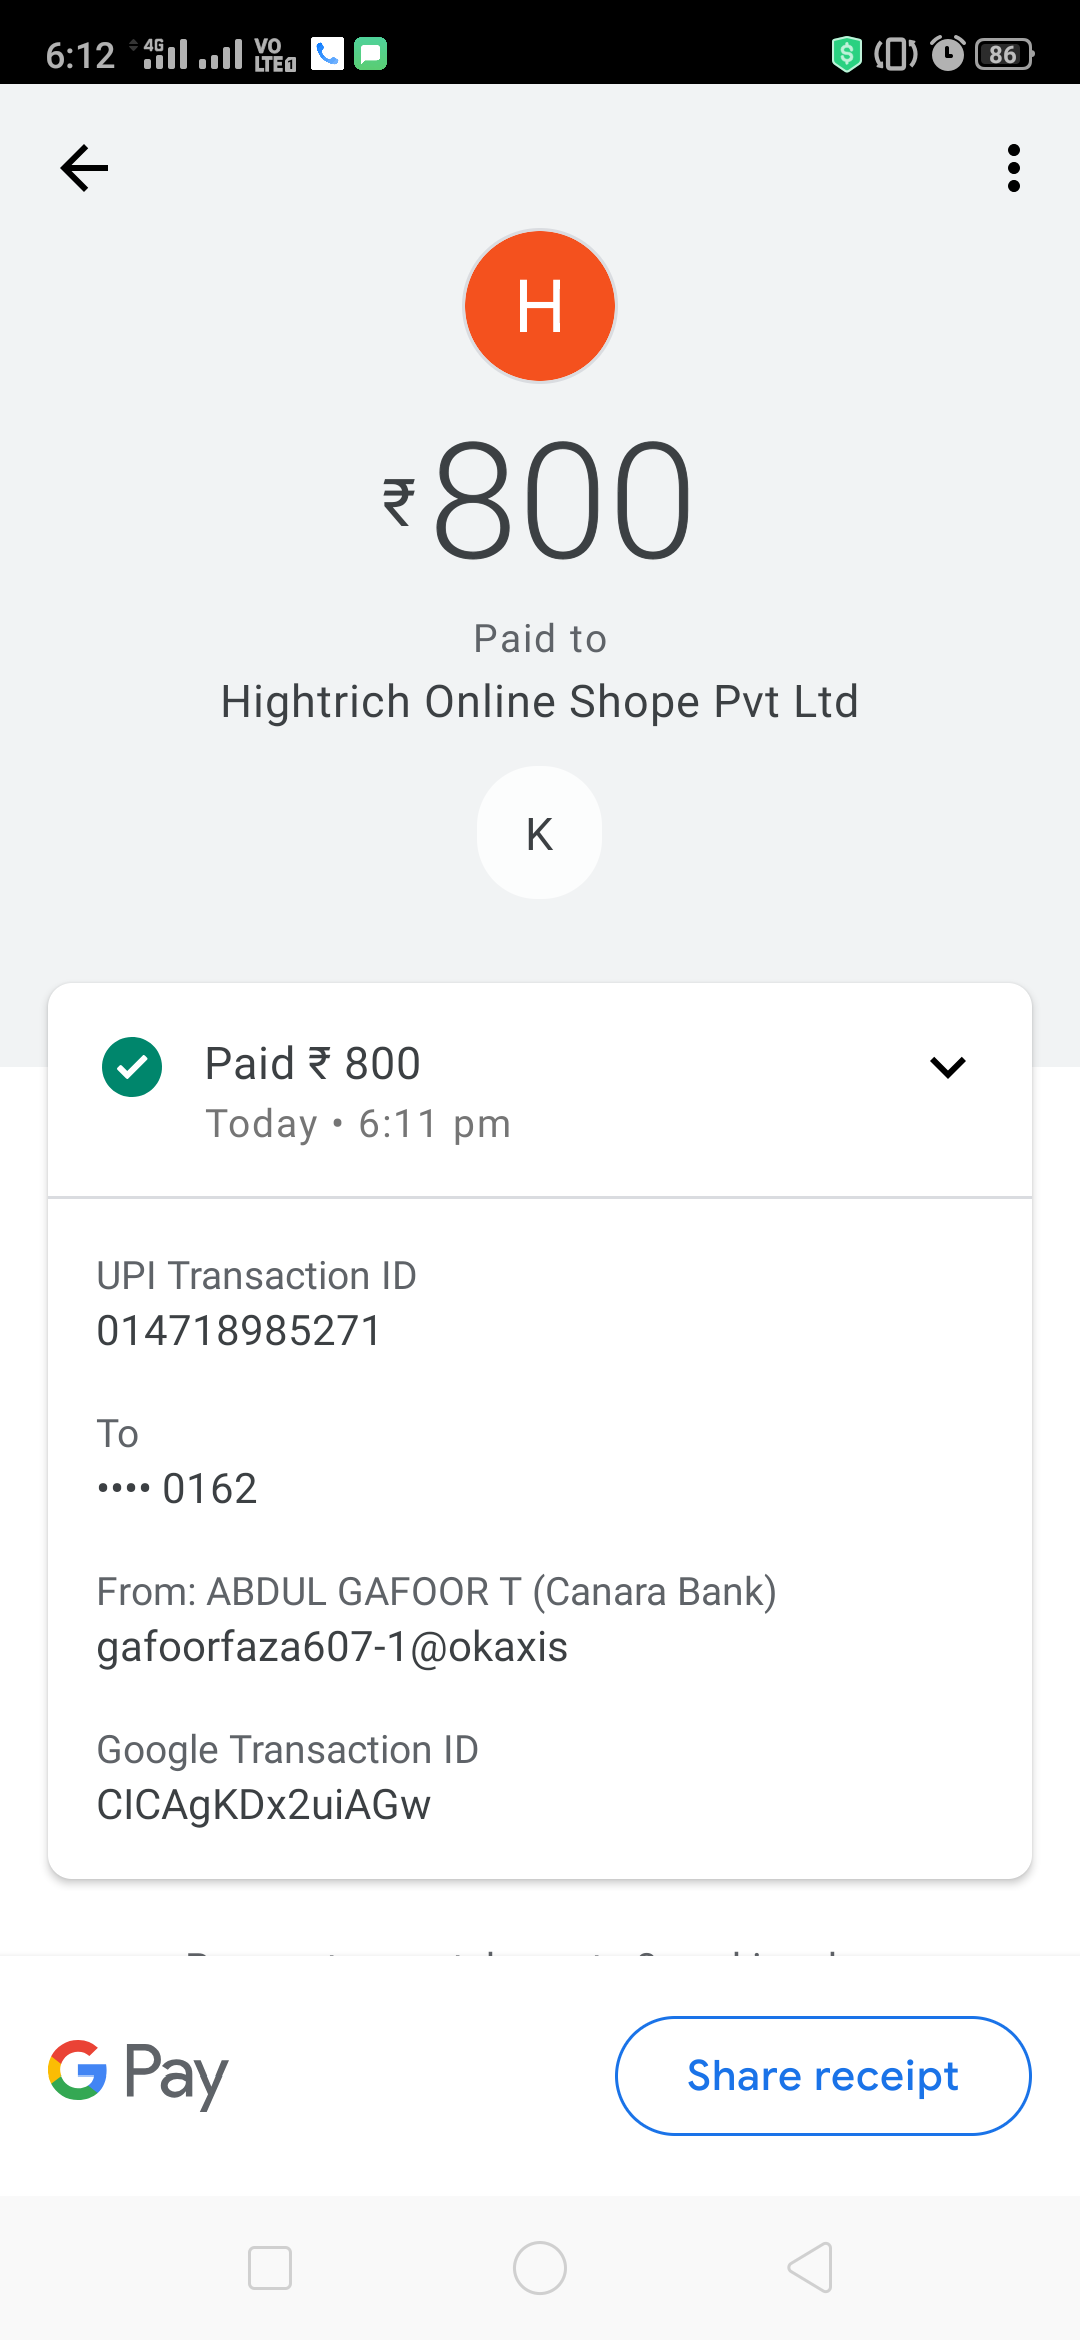 6:12 4G VO LTE1 86
H
₹800
Paid to
Hightrich Online Shope Pvt Ltd
K
Paid ₹ 800
Today • 6:11 pm
UPI Transaction ID
014718985271
To
•••• 0162
From: ABDUL GAFOOR T (Canara Bank)
gafoorfaza607-1@okaxis
Google Transaction ID
CICAgKDx2uiAGw
G Pay
Share receipt